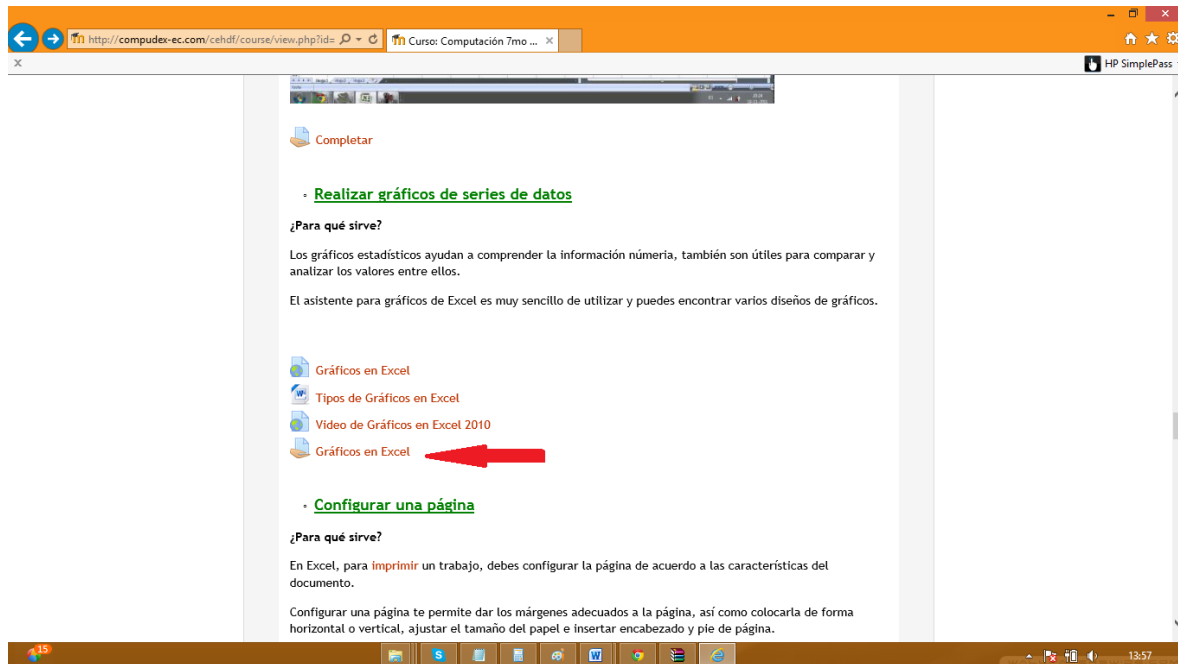 http://compudex-ec.com/cehdf/course/view.php?id=
Curso: Computación 7mo ...
HP SimplePass
Completar
Realizar gráficos de series de datos
¿Para qué sirve?
Los gráficos estadísticos ayudan a comprender la información númeria, también son útiles para comparar y
analizar los valores entre ellos.
El asistente para gráficos de Excel es muy sencillo de utilizar y puedes encontrar varios diseños de gráficos.
Gráficos en Excel
Tipos de Gráficos en Excel
Video de Gráficos en Excel 2010
Gráficos en Excel
Configurar una página
¿Para qué sirve?
En Excel, para imprimir un trabajo, debes configurar la página de acuerdo a las características del
documento.
Configurar una página te permite dar los márgenes adecuados a la página, así como colocarla de forma
horizontal o vertical, ajustar el tamaño del papel e insertar encabezado y pie de página.
15
13:57